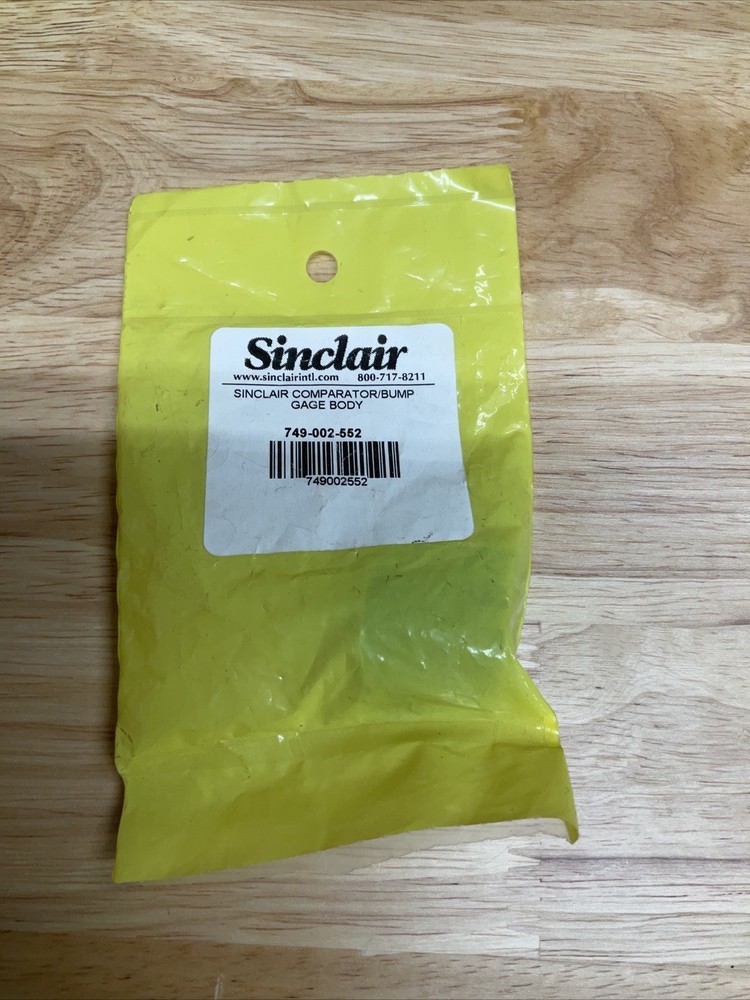 Sinclair
www.sinclairintl.com 800-717-8211
SINCLAIR COMPARATOR/BUMP
GAGE BODY
749-002-552
749002552